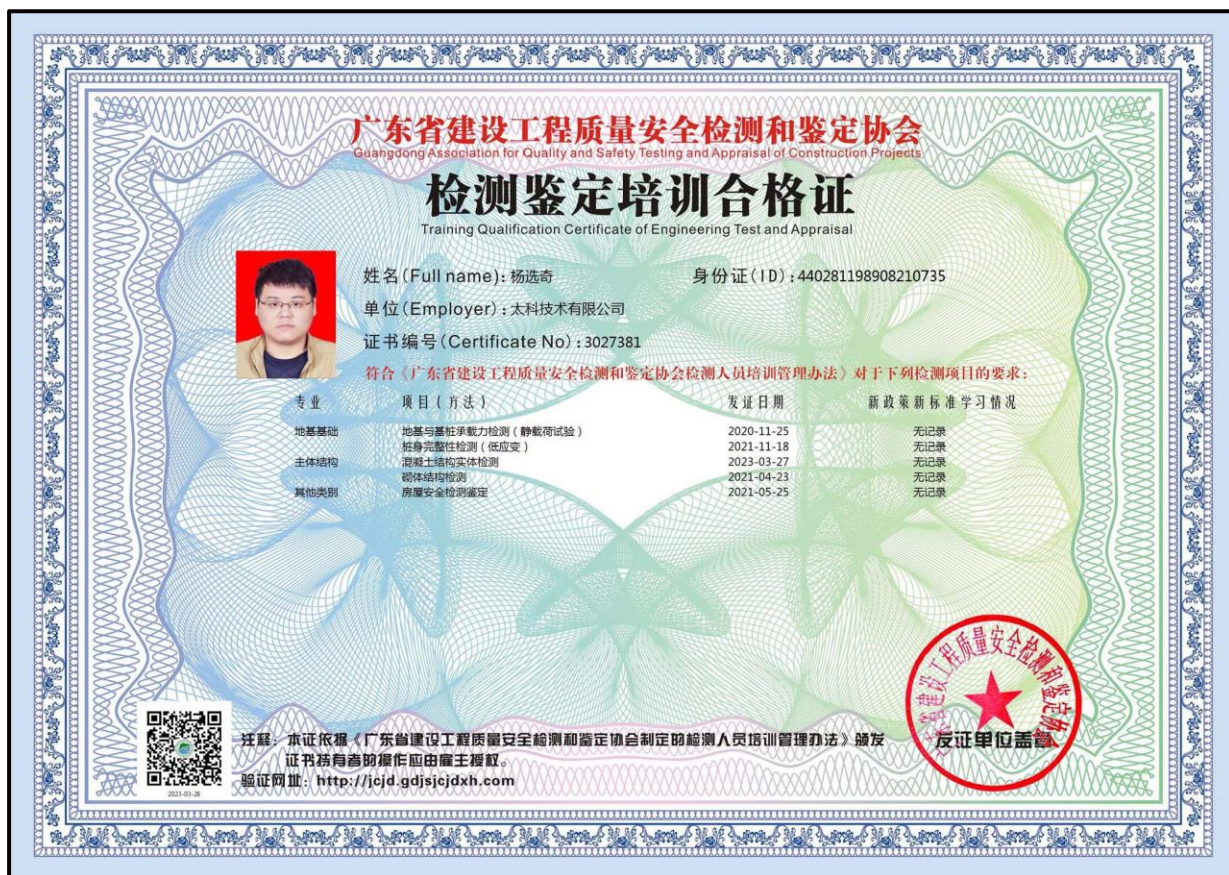 广东省建设工程质量安全检测和鉴定协会
Guangdong Association for Quality and Safety Testing and Appraisal of Construction Projects
检测鉴定培训合格证
Training Qualification Certificate of Engineering Test and Appraisal
姓名(Full name)：杨选奇 身份证(ID)：440281198908210735
单位(Employer)：太科技术有限公司
证书编号(Certificate No)：3027381
符合《广东省建设工程质量安全检测和鉴定协会检测人员培训管理办法》对于下列检测项目的要求：
专业 项目（方法） 发证日期 新政策新标准学习情况
地基基础 地基与基桩承载力检测（静载荷试验） 2020-11-25 无记录
桩身完整性检测（低应变） 2021-11-18 无记录
主体结构 混凝土结构实体检测 2023-03-27 无记录
砌体结构检测 2021-04-23 无记录
其他类别 房屋安全检测鉴定 2021-05-25 无记录
广东省建设工程质量安全检测和鉴定协会
发证单位盖章
注释：本证依据《广东省建设工程质量安全检测和鉴定协会制定的检测人员培训管理办法》颁发
证书持有者的操作应由雇主授权。
验证网址：http://jcjd.gdjsjcjdxh.com
2023-03-28